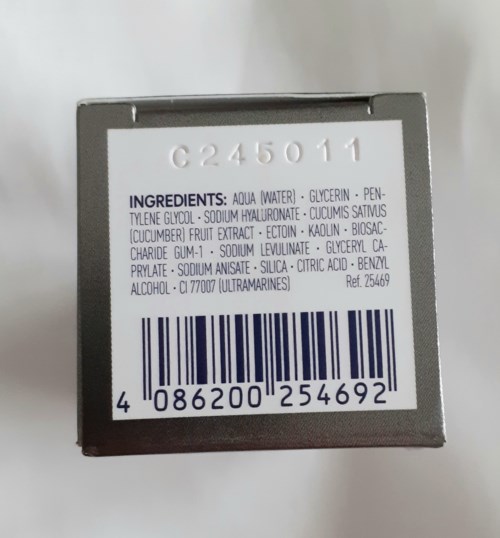 C245011
INGREDIENTS: AQUA (WATER) · GLYCERIN · PEN-
TYLENE GLYCOL · SODIUM HYALURONATE · CUCUMIS SATIVUS
(CUCUMBER) FRUIT EXTRACT · ECTOIN · KAOLIN · BIOSAC-
CHARIDE GUM-1 · SODIUM LEVULINATE · GLYCERYL CA-
PRYLATE · SODIUM ANISATE · SILICA · CITRIC ACID · BENZYL
ALCOHOL · CI 77007 (ULTRAMARINES) Ref. 25469
4 086200 254692